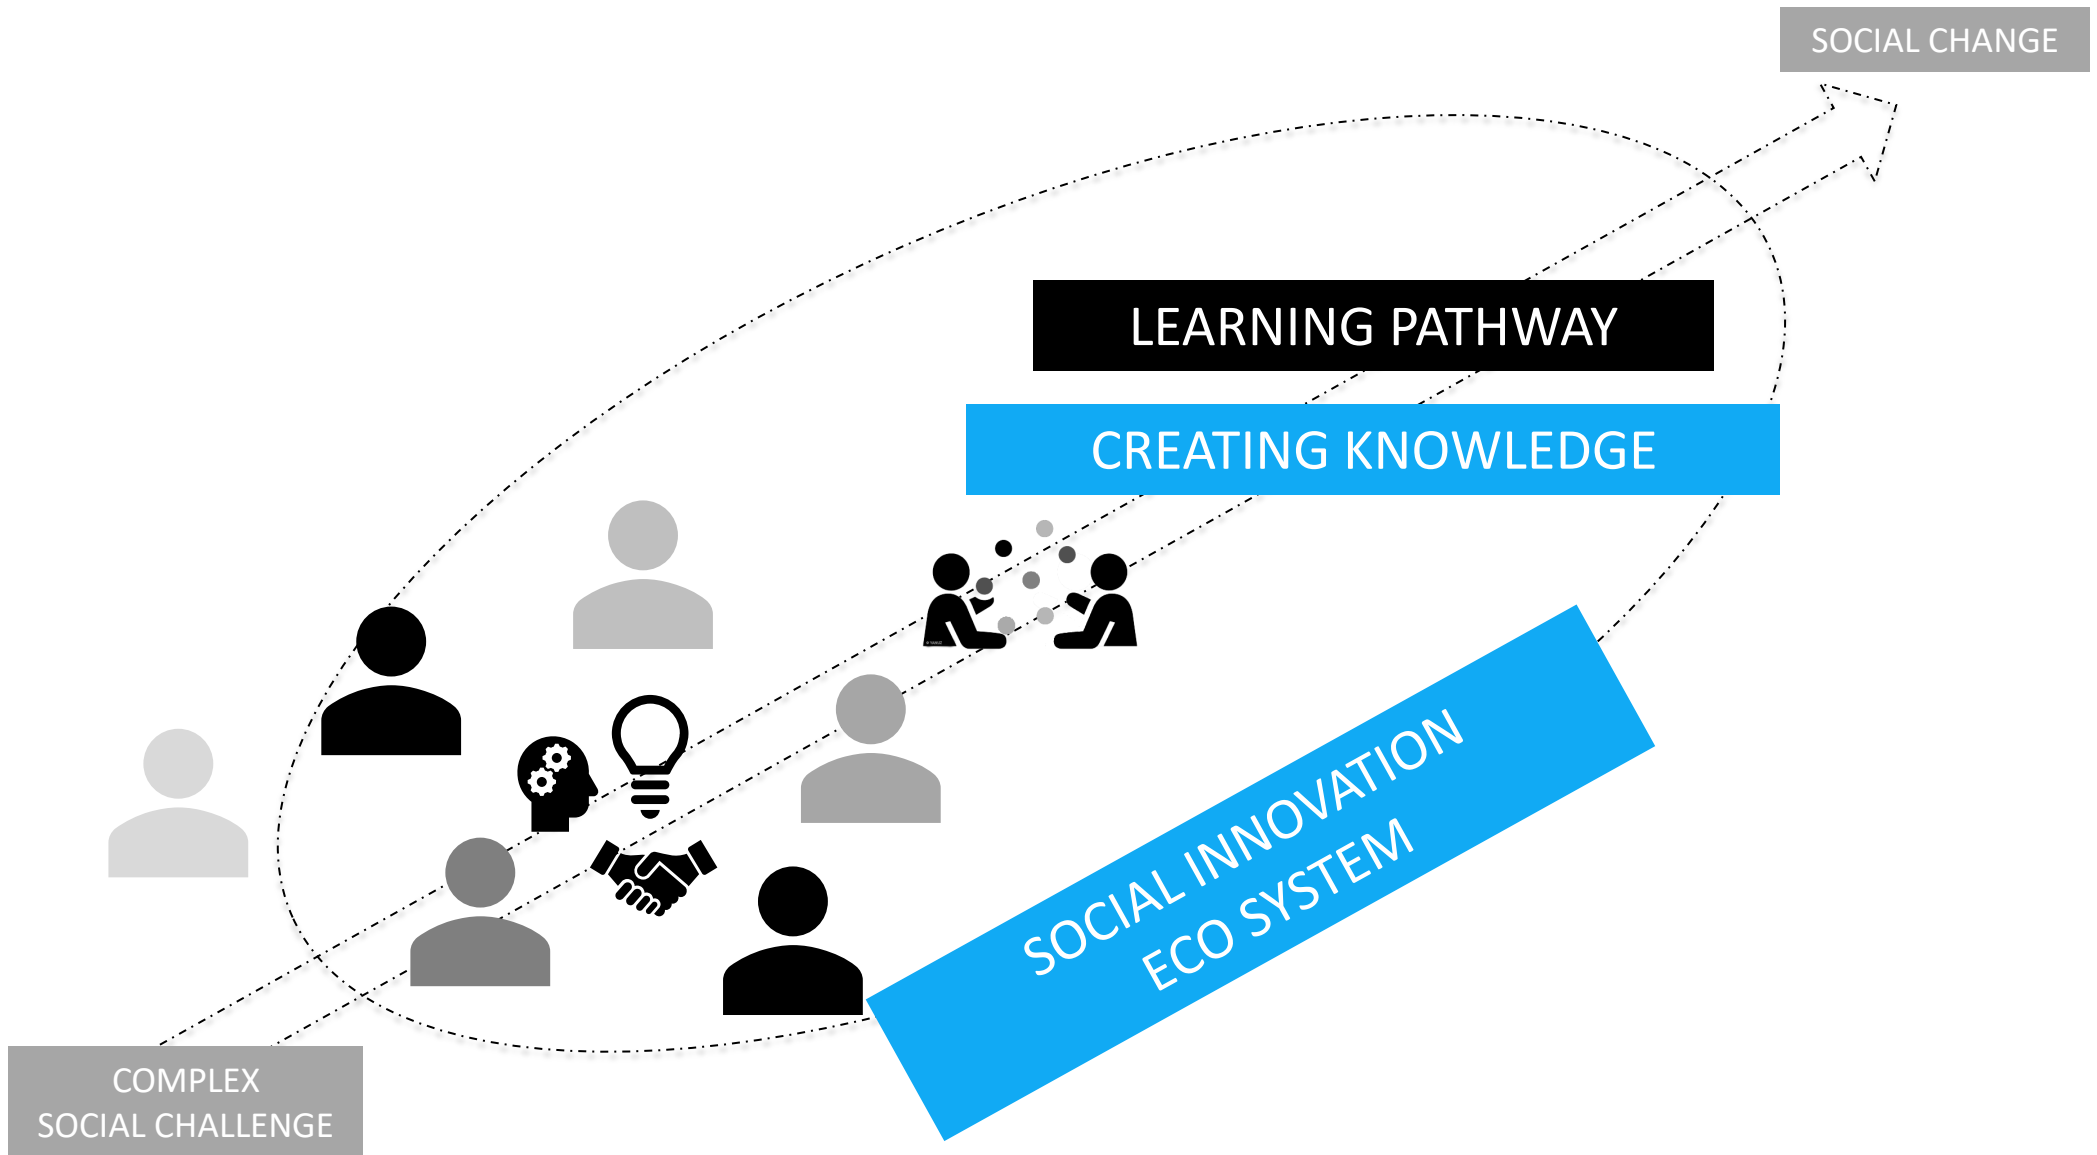 SOCIAL CHANGE
LEARNING PATHWAY
CREATING KNOWLEDGE
SOCIAL INNOVATION
ECO SYSTEM
COMPLEX
SOCIAL CHALLENGE